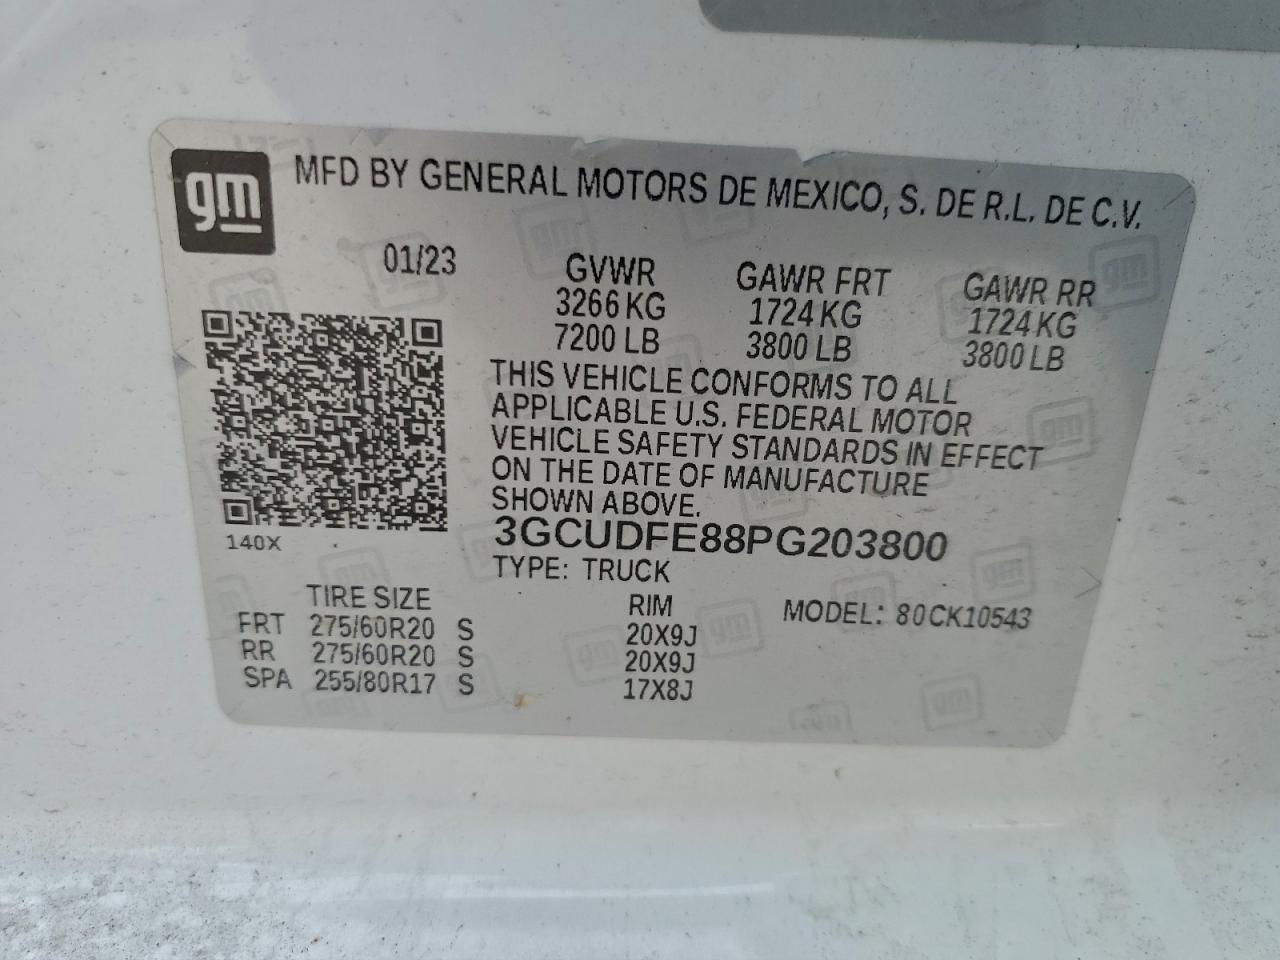 gm MFD BY GENERAL MOTORS DE MEXICO, S. DE R.L. DE C.V.
01/23 GVWR GAWR FRT GAWR RR
3266 KG 1724 KG 1724 KG
7200 LB 3800 LB 3800 LB
THIS VEHICLE CONFORMS TO ALL
APPLICABLE U.S. FEDERAL MOTOR
VEHICLE SAFETY STANDARDS IN EFFECT
ON THE DATE OF MANUFACTURE
SHOWN ABOVE.
140X 3GCUDFE88PG203800
TYPE: TRUCK
TIRE SIZE RIM MODEL: 80CK10543
FRT 275/60R20 S 20X9J
RR 275/60R20 S 20X9J
SPA 255/80R17 S 17X8J